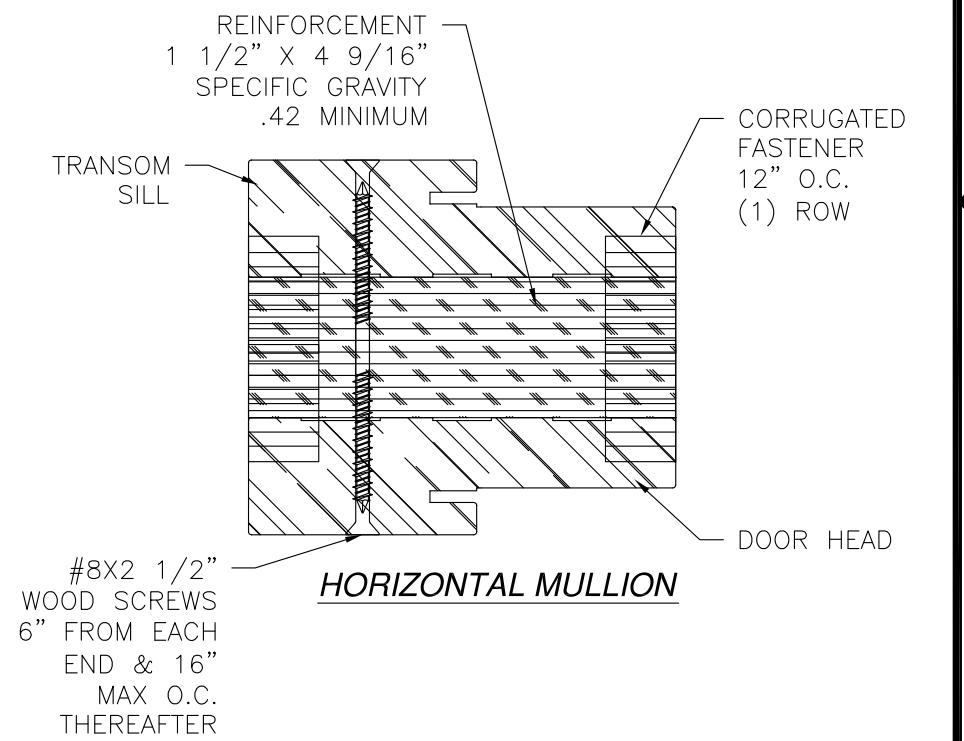 REINFORCEMENT
1 1/2" X 4 9/16"
SPECIFIC GRAVITY
.42 MINIMUM
CORRUGATED
FASTENER
12" O.C.
(1) ROW
TRANSOM
SILL
DOOR HEAD
#8X2 1/2"
WOOD SCREWS
6" FROM EACH
END & 16"
MAX O.C.
THEREAFTER
HORIZONTAL MULLION